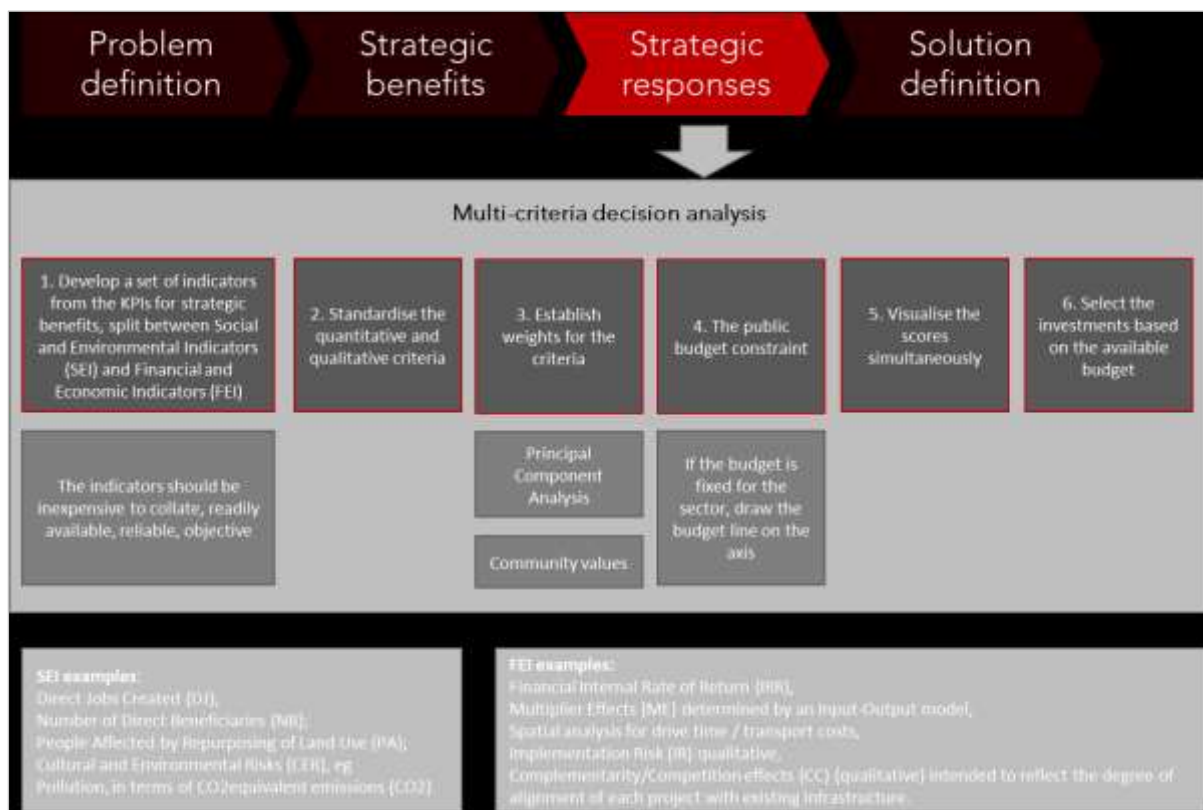 Problem
definition
Strategic
benefits
Strategic
responses
Solution
definition
Multi-criteria decision analysis
1. Develop a set of indicators
from the KPIs for strategic
benefits, split between Social
and Environmental Indicators
(SEI) and Financial and
Economic Indicators (FEI)
2. Standardise the
quantitative and
qualitative criteria
3. Establish
weights for the
criteria
4. The public
budget constraint
5. Visualise the
scores
simultaneously
6. Select the
investments based
on the available
budget
The indicators should be
inexpensive to collate, readily
available, reliable, objective
Principal
Component
Analysis
Community values
If the budget is
fixed for the
sector, draw the
budget line on the
axis
SEI examples:
Direct Jobs Created (DJ),
Number of Direct Beneficiaries (NB);
People Affected by Repurposing of Land Use (PA);
Cultural and Environmental Risks (CER), eg
Pollution, in terms of CO2equivalent emissions (CO2)
FEI examples:
Financial Internal Rate of Return (IRR),
Multiplier Effects (ME) determined by an Input-Output model,
Spatial analysis for drive time / transport costs,
Implementation Risk (IR) qualitative,
Complementarity/Competition effects (CC) (qualitative) intended to reflect the degree of
alignment of each project with existing infrastructure.